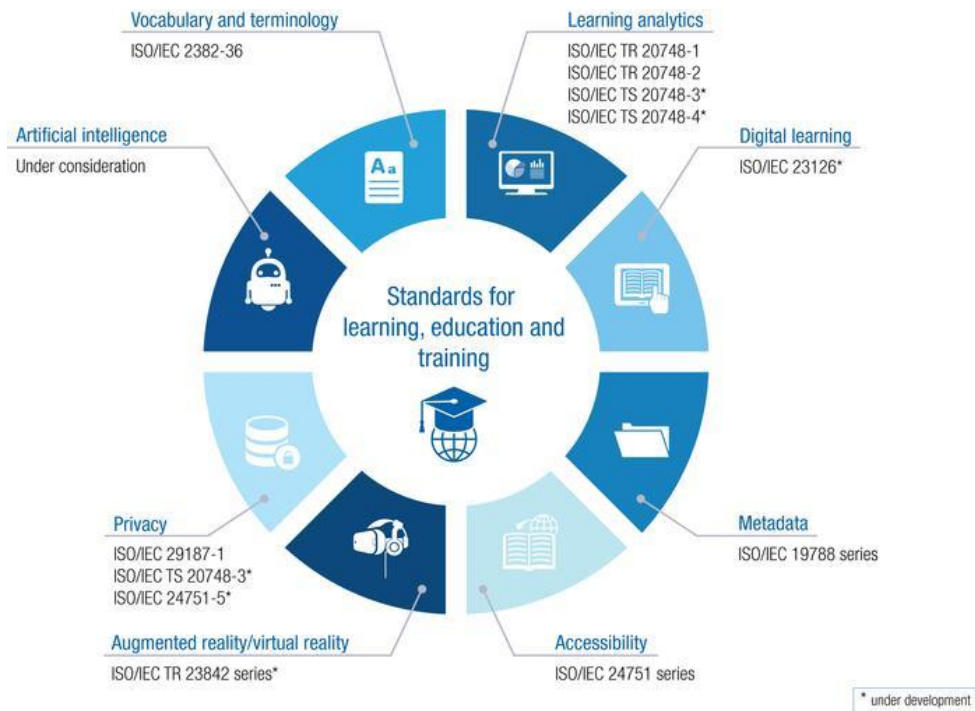 Vocabulary and terminology
ISO/IEC 2382-36
Learning analytics
ISO/IEC TR 20748-1
ISO/IEC TR 20748-2
ISO/IEC TS 20748-3*
ISO/IEC TS 20748-4*
Artificial intelligence
Under consideration
Digital learning
ISO/IEC 23126*
Aa
Standards for
learning, education and
training
Privacy
ISO/IEC 29187-1
ISO/IEC TS 20748-3*
ISO/IEC 24751-5*
Metadata
ISO/IEC 19788 series
Augmented reality/virtual reality
ISO/IEC TR 23842 series*
Accessibility
ISO/IEC 24751 series
* under development